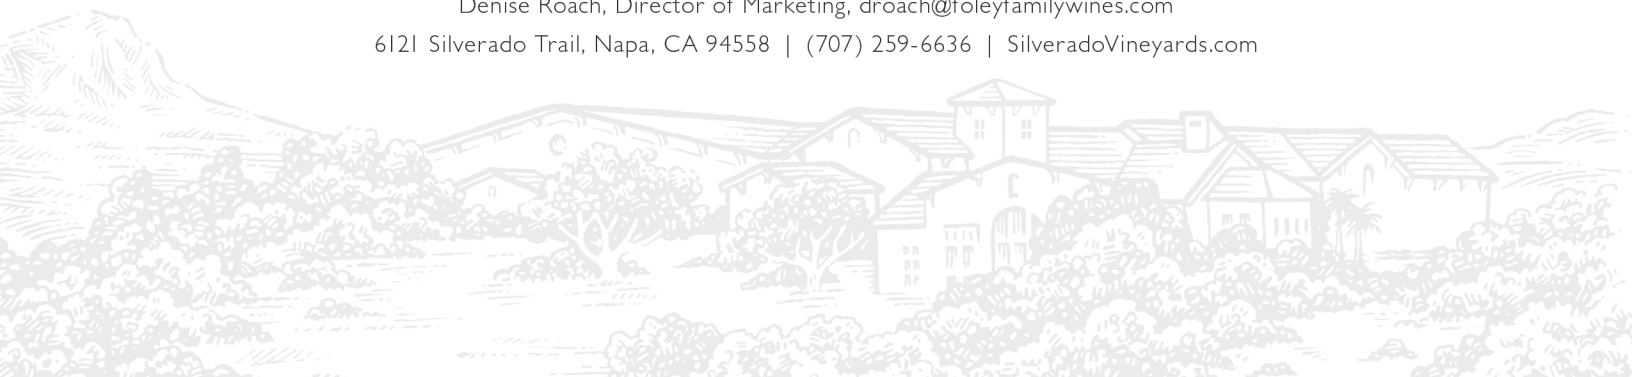 Denise Roach, Director of Marketing, droach@foleyfamilywines.com
6121 Silverado Trail, Napa, CA 94558 | (707) 259-6636 | SilveradoVineyards.com